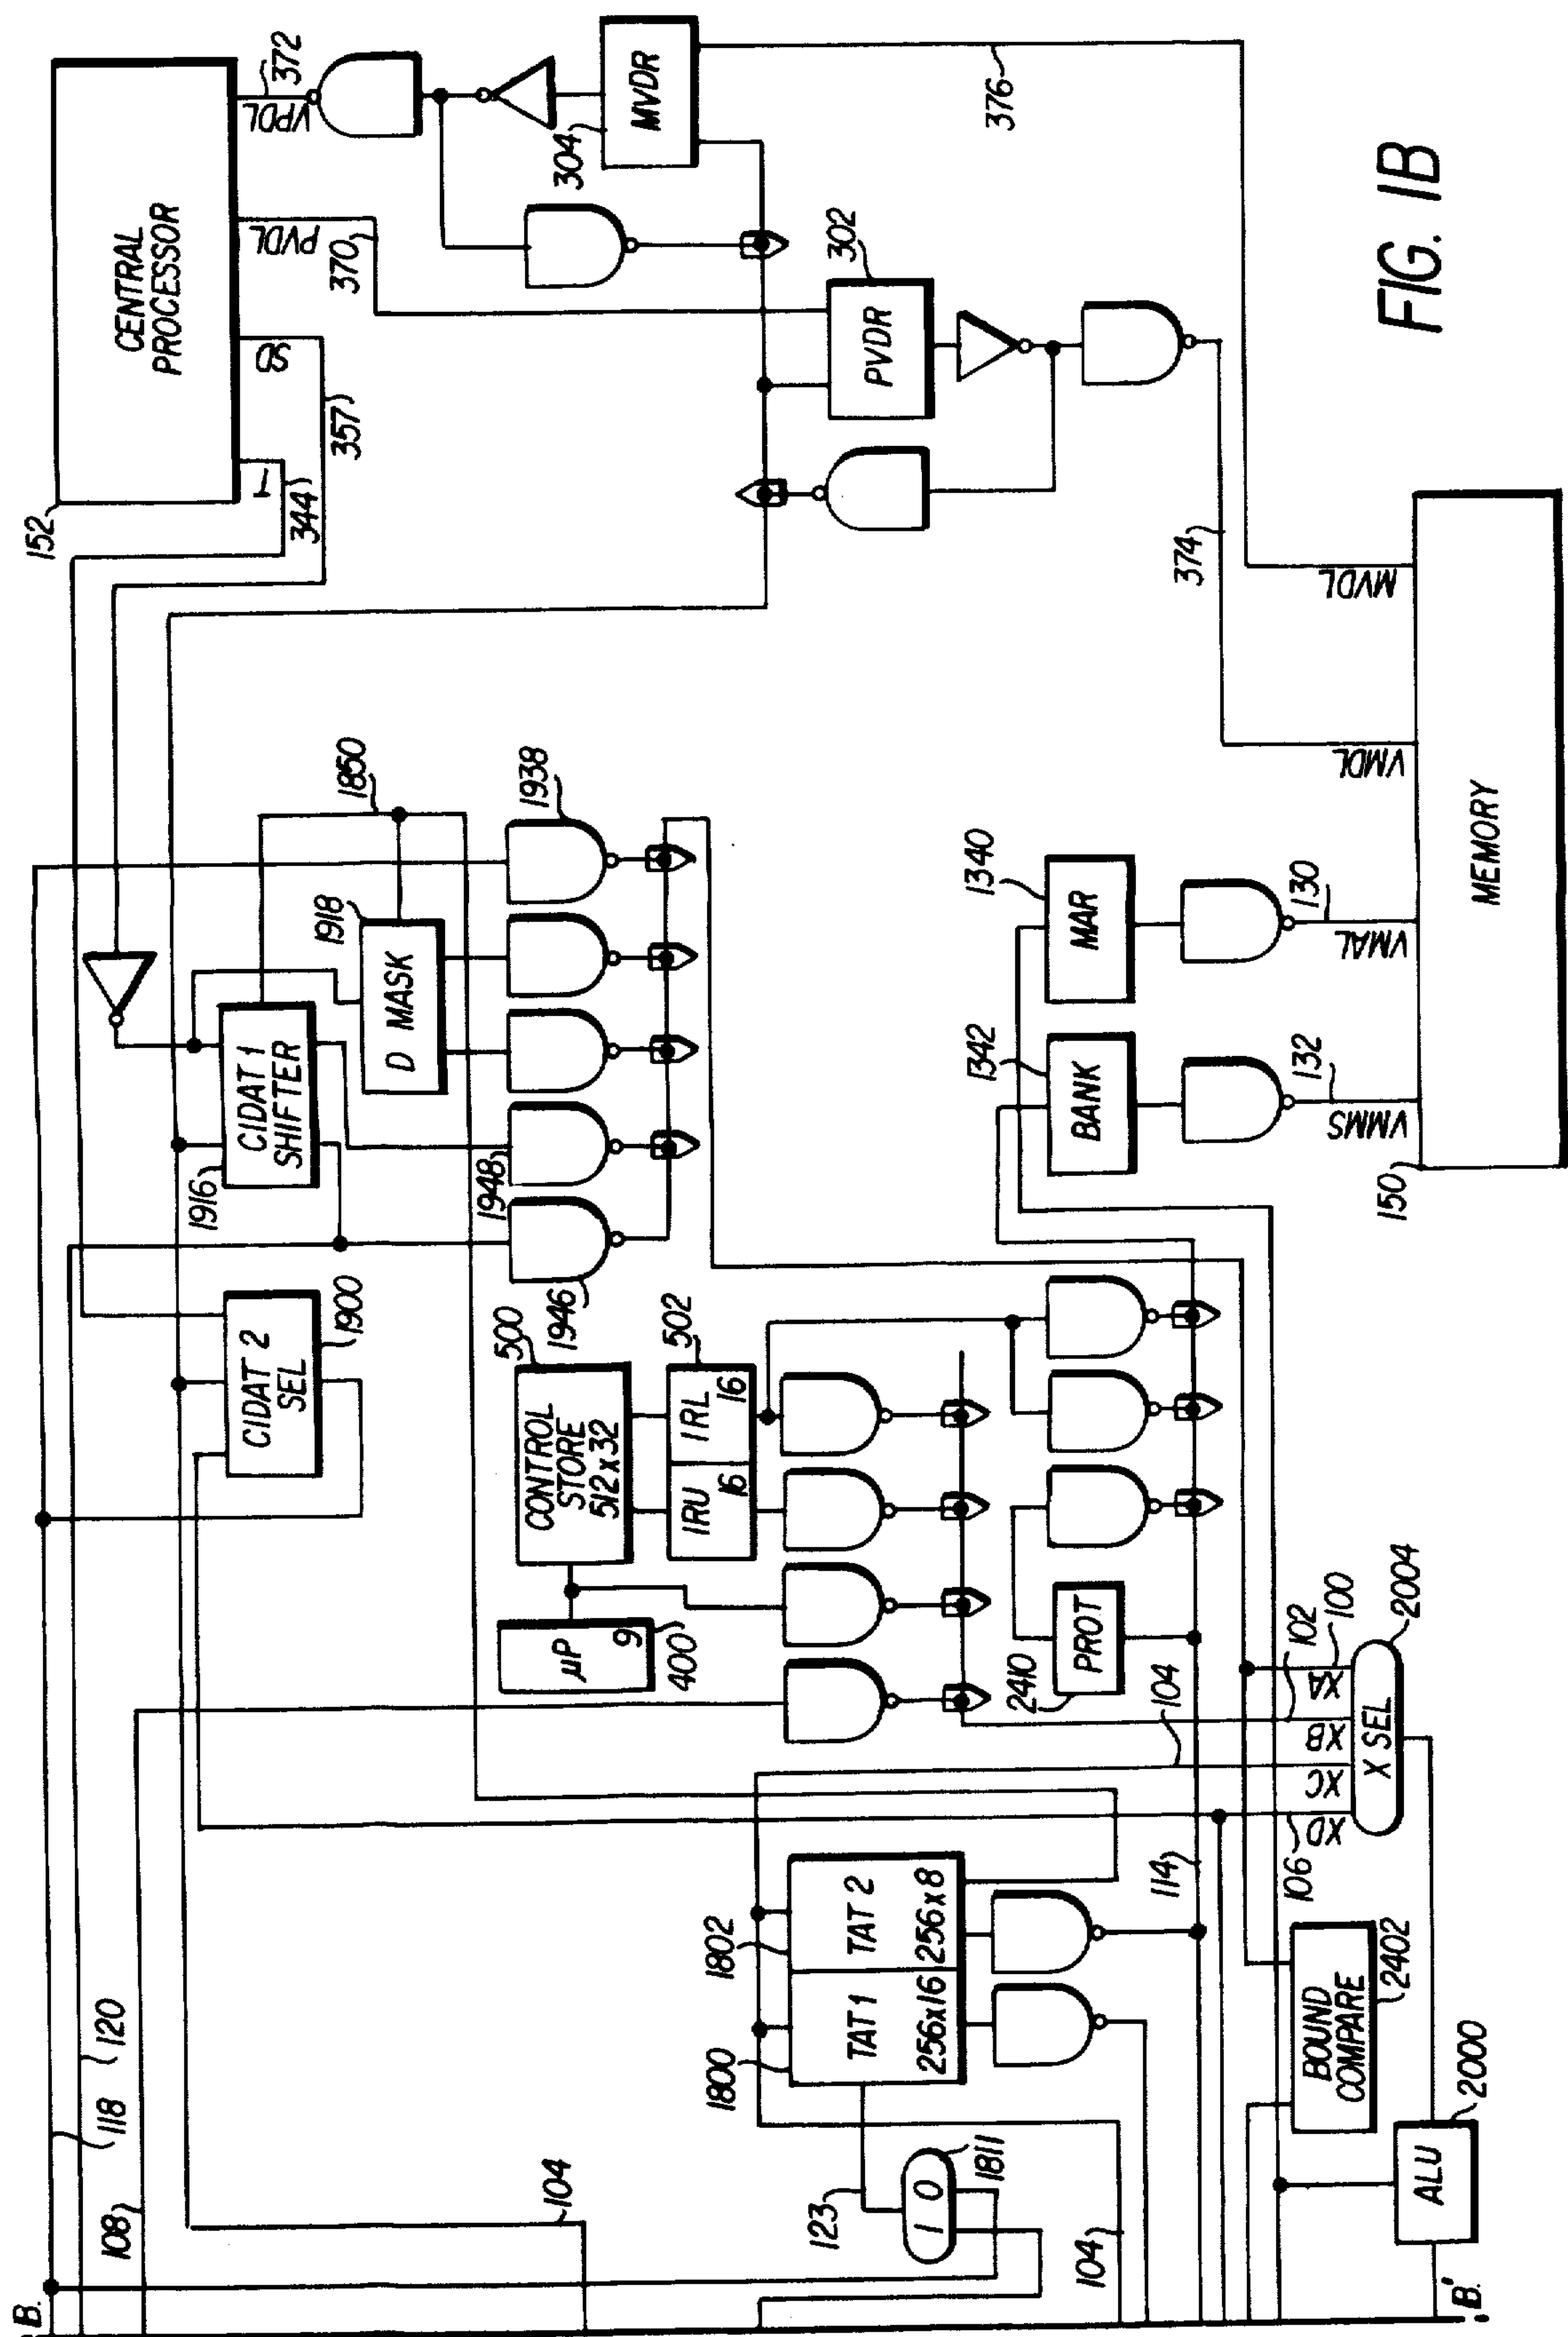 B.
118
120
108
104
152
CENTRAL
PROCESSOR
T
SD
PVDL
VPDL
344
357
370
372
304
MVDR
376
302
PVDR
374
CIDAT 2
SEL
1900
1916
CIDAT 1
SHIFTER
1918
D MASK
1850
1946
1948
1938
500
CONTROL
STORE
512x32
μP
9
400
502
IRU
16
IRL
16
123
1 0
1811
104
1800
TAT 1
256x16
1802
TAT 2
256x8
2410
PROT
114
104
102
100
106
XD
XC
XB
XA
X SEL
2004
BOUND
COMPARE
2402
ALU
2000
B'.
1342
BANK
1340
MAR
132
130
VMMS
VMAL
VMDL
MVDL
150
MEMORY
FIG. 1B